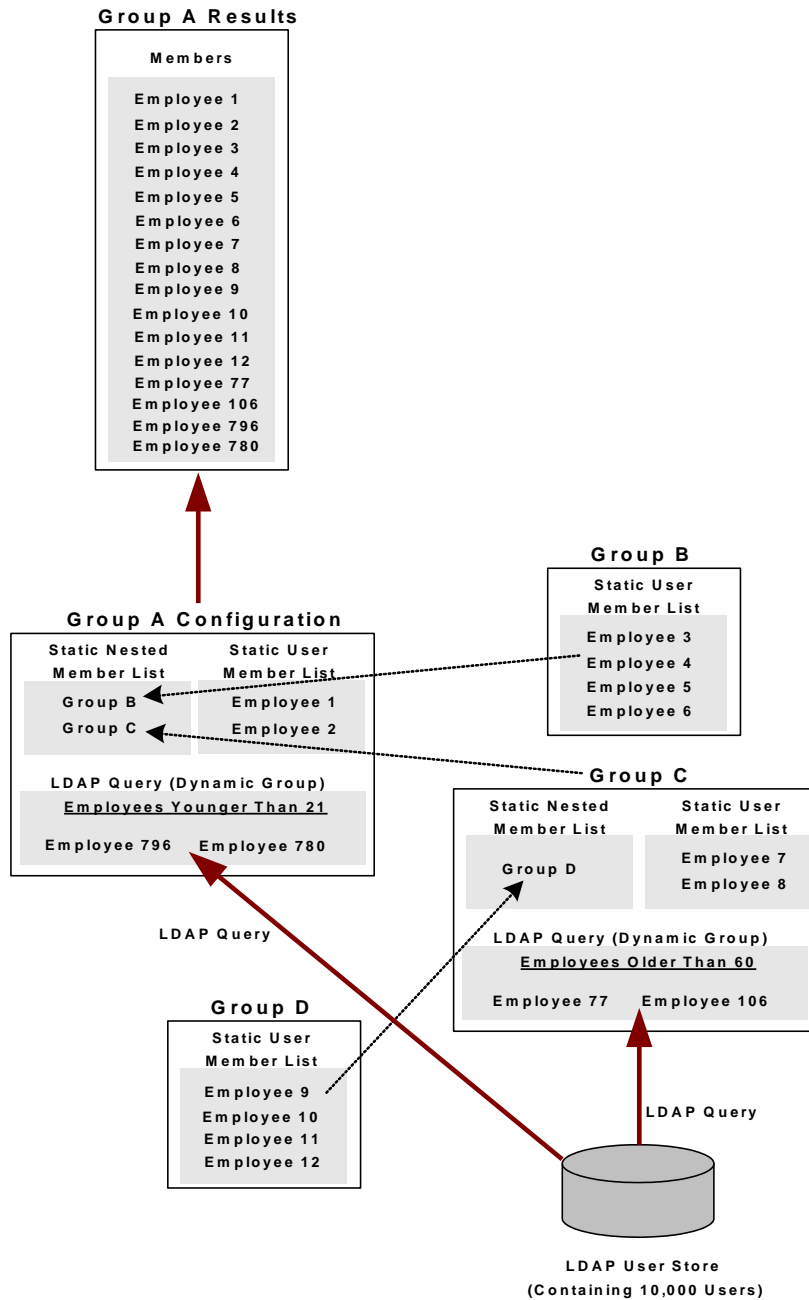 Group A Results
Members
Employee 1
Employee 2
Employee 3
Employee 4
Employee 5
Employee 6
Employee 7
Employee 8
Employee 9
Employee 10
Employee 11
Employee 12
Employee 77
Employee 106
Employee 796
Employee 780
Group B
Static User
Member List
Employee 3
Employee 4
Employee 5
Employee 6
Group A Configuration
Static Nested
Member List
Group B
Group C
Static User
Member List
Employee 1
Employee 2
LDAP Query (Dynamic Group)
Employees Younger Than 21
Employee 796
Employee 780
Group C
Static Nested
Member List
Group D
Static User
Member List
Employee 7
Employee 8
LDAP Query (Dynamic Group)
Employees Older Than 60
Employee 77
Employee 106
LDAP Query
Group D
Static User
Member List
Employee 9
Employee 10
Employee 11
Employee 12
LDAP Query
LDAP User Store
(Containing 10,000 Users)